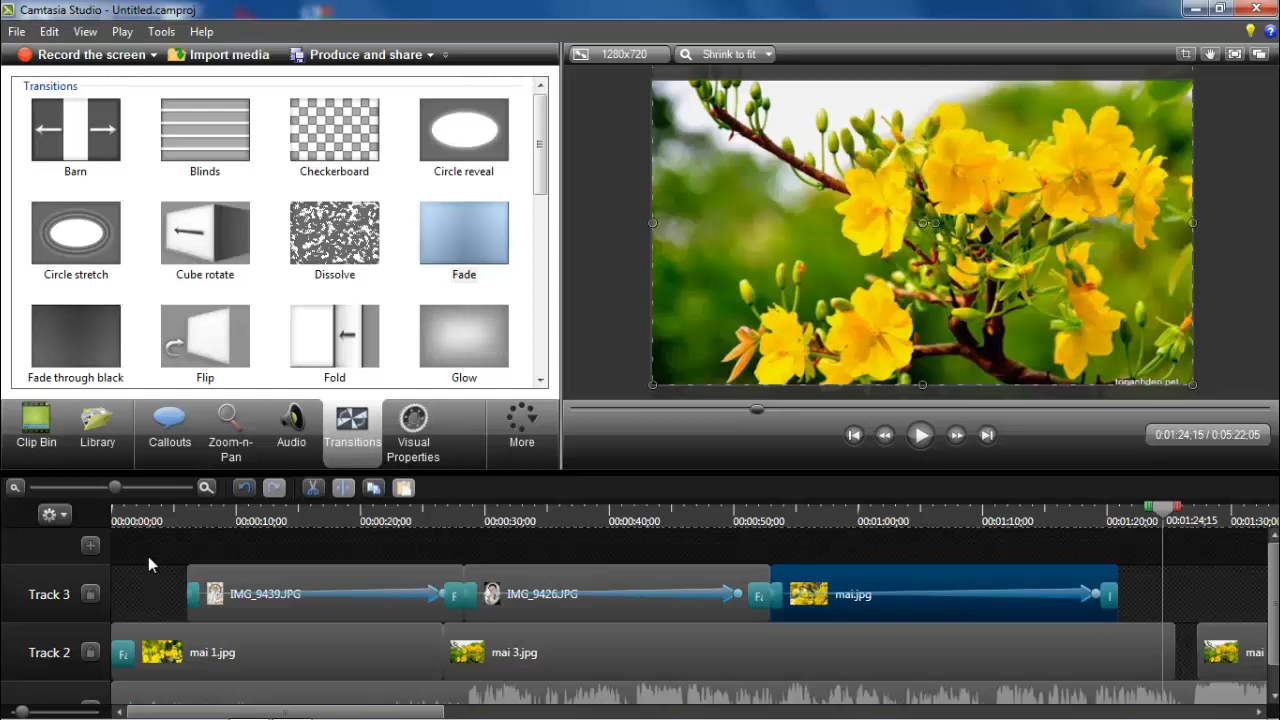 Camtasia Studio - Untitled.camproj
File Edit View Play Tools Help
Record the screen Import media Produce and share
1280x720 Shrink to fit
Transitions
Barn Blinds Checkerboard Circle reveal
Circle stretch Cube rotate Dissolve Fade
Fade through black Flip Fold Glow
toganhden.net
Clip Bin Library Callouts Zoom-n-Pan Audio Transitions Visual Properties More
0:01:24;15 / 0:05:22;05
00:00:00;00 00:00:10;00 00:00:20;00 00:00:30;00 00:00:40;00 00:00:50;00 00:01:00;00 00:01:10;00 00:01:20;00 00:01:24;15 00:01:30;00
Track 3 IMG_9439.JPG F IMG_9426.JPG Fa mai.jpg
Track 2 Fa mai 1.jpg mai 3.jpg mai